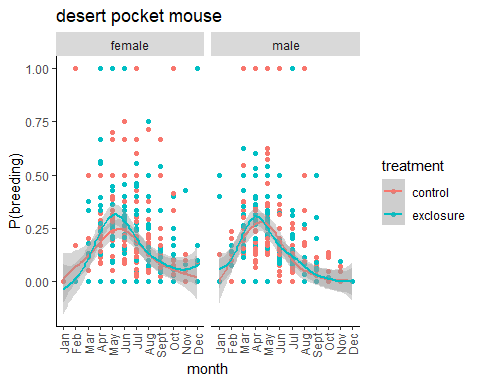 desert pocket mouse
female male
1.00
0.75
0.50
0.25
0.00
P(breeding)
Jan Feb Mar Apr May Jun Jul Aug Sep Oct Nov Dec Jan Feb Mar Apr May Jun Jul Aug Sep Oct Nov Dec
month
treatment
control
exclosure